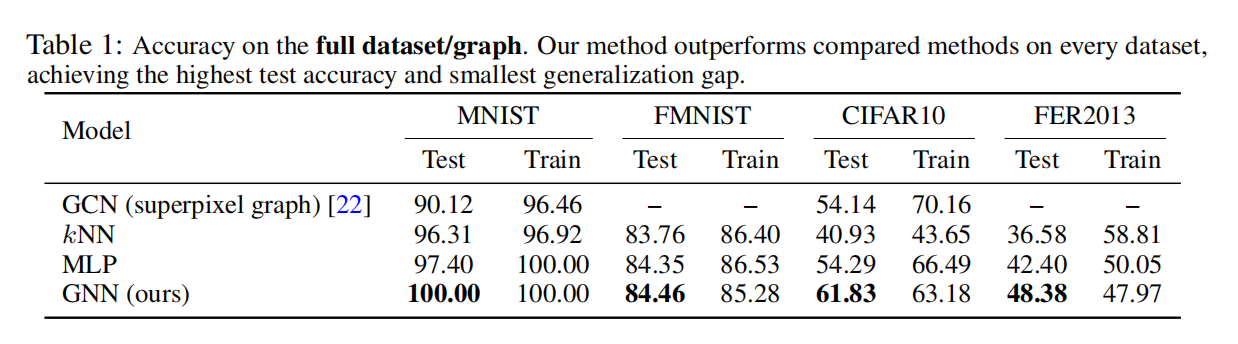 Table 1: Accuracy on the full dataset/graph. Our method outperforms compared methods on every dataset,
achieving the highest test accuracy and smallest generalization gap.
Model MNIST FMNIST CIFAR10 FER2013
Test Train Test Train Test Train Test Train
GCN (superpixel graph) [22] 90.12 96.46 – – 54.14 70.16 – –
kNN 96.31 96.92 83.76 86.40 40.93 43.65 36.58 58.81
MLP 97.40 100.00 84.35 86.53 54.29 66.49 42.40 50.05
GNN (ours) 100.00 100.00 84.46 85.28 61.83 63.18 48.38 47.97